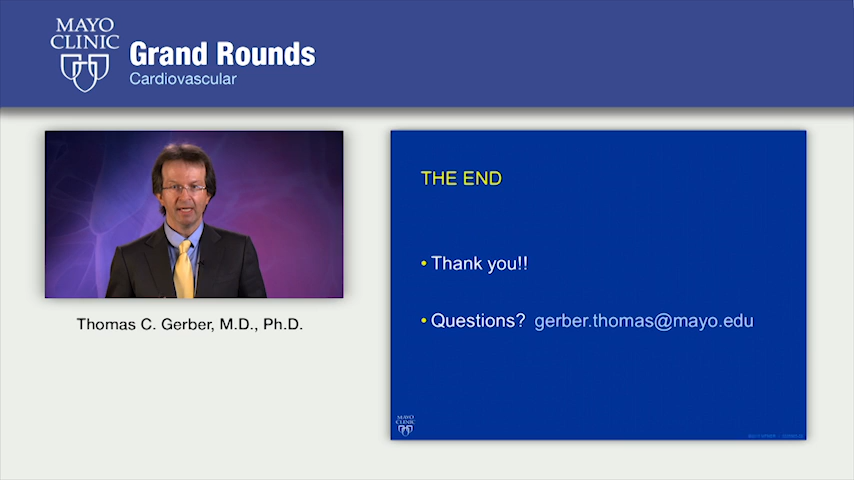 MAYO
CLINIC
Grand Rounds
Cardiovascular
Thomas C. Gerber, M.D., Ph.D.
THE END
• Thank you!!
• Questions? gerber.thomas@mayo.edu
MAYO
CLINIC